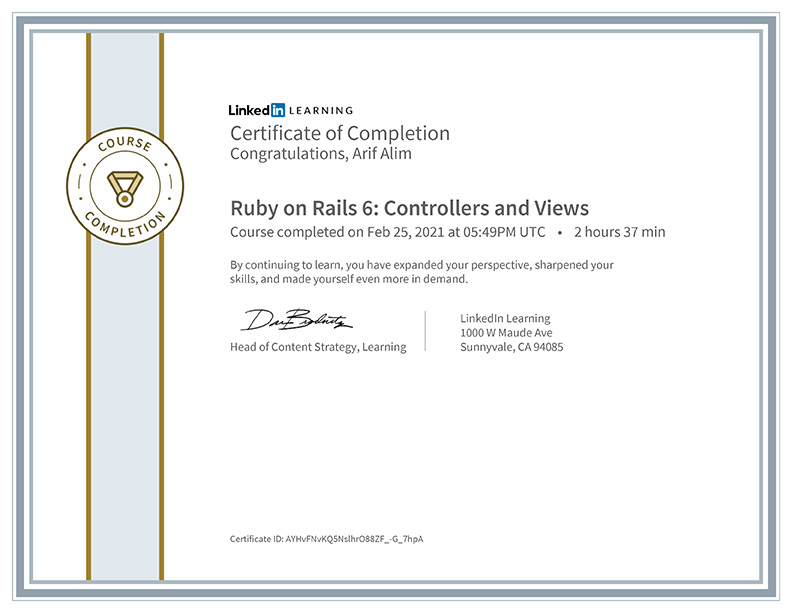 COURSE
COMPLETION
Linked in LEARNING
Certificate of Completion
Congratulations, Arif Alim
Ruby on Rails 6: Controllers and Views
Course completed on Feb 25, 2021 at 05:49PM UTC • 2 hours 37 min
By continuing to learn, you have expanded your perspective, sharpened your
skills, and made yourself even more in demand.
Head of Content Strategy, Learning
LinkedIn Learning
1000 W Maude Ave
Sunnyvale, CA 94085
Certificate ID: AYHvFNvKQ5NslhrO88ZF_-G_7hpA